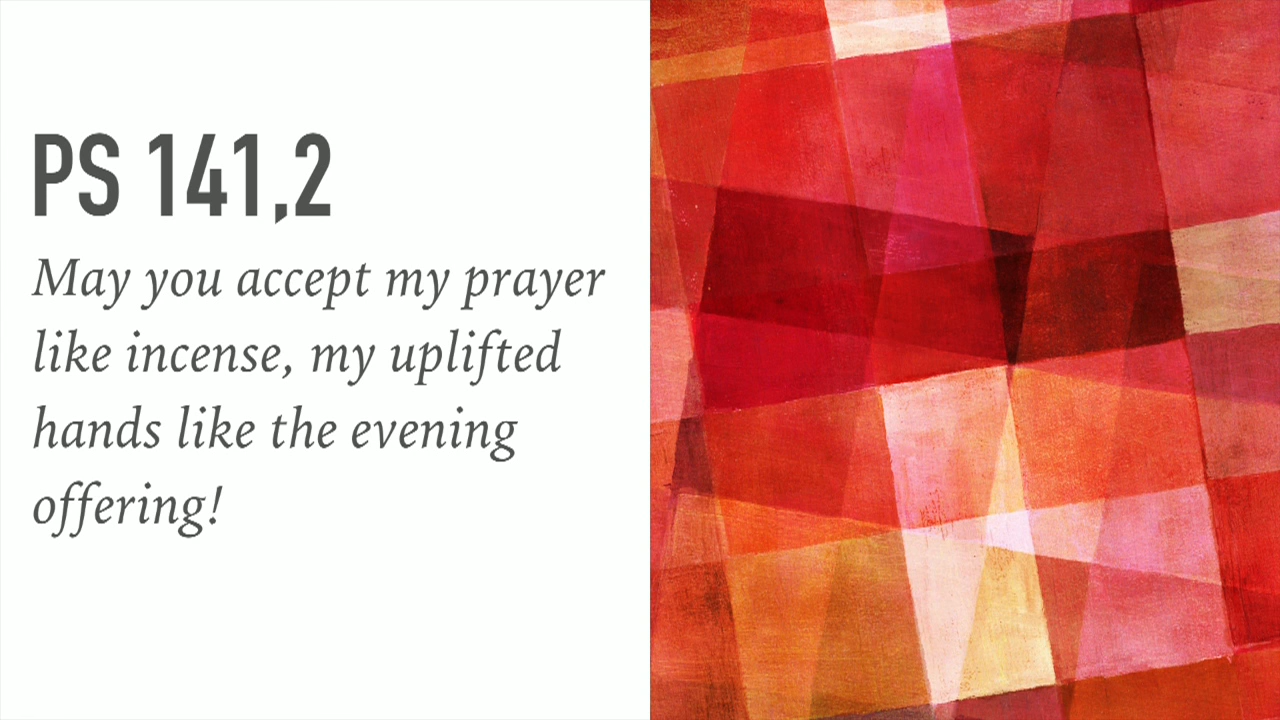 PS 141,2
May you accept my prayer
like incense, my uplifted
hands like the evening
offering!